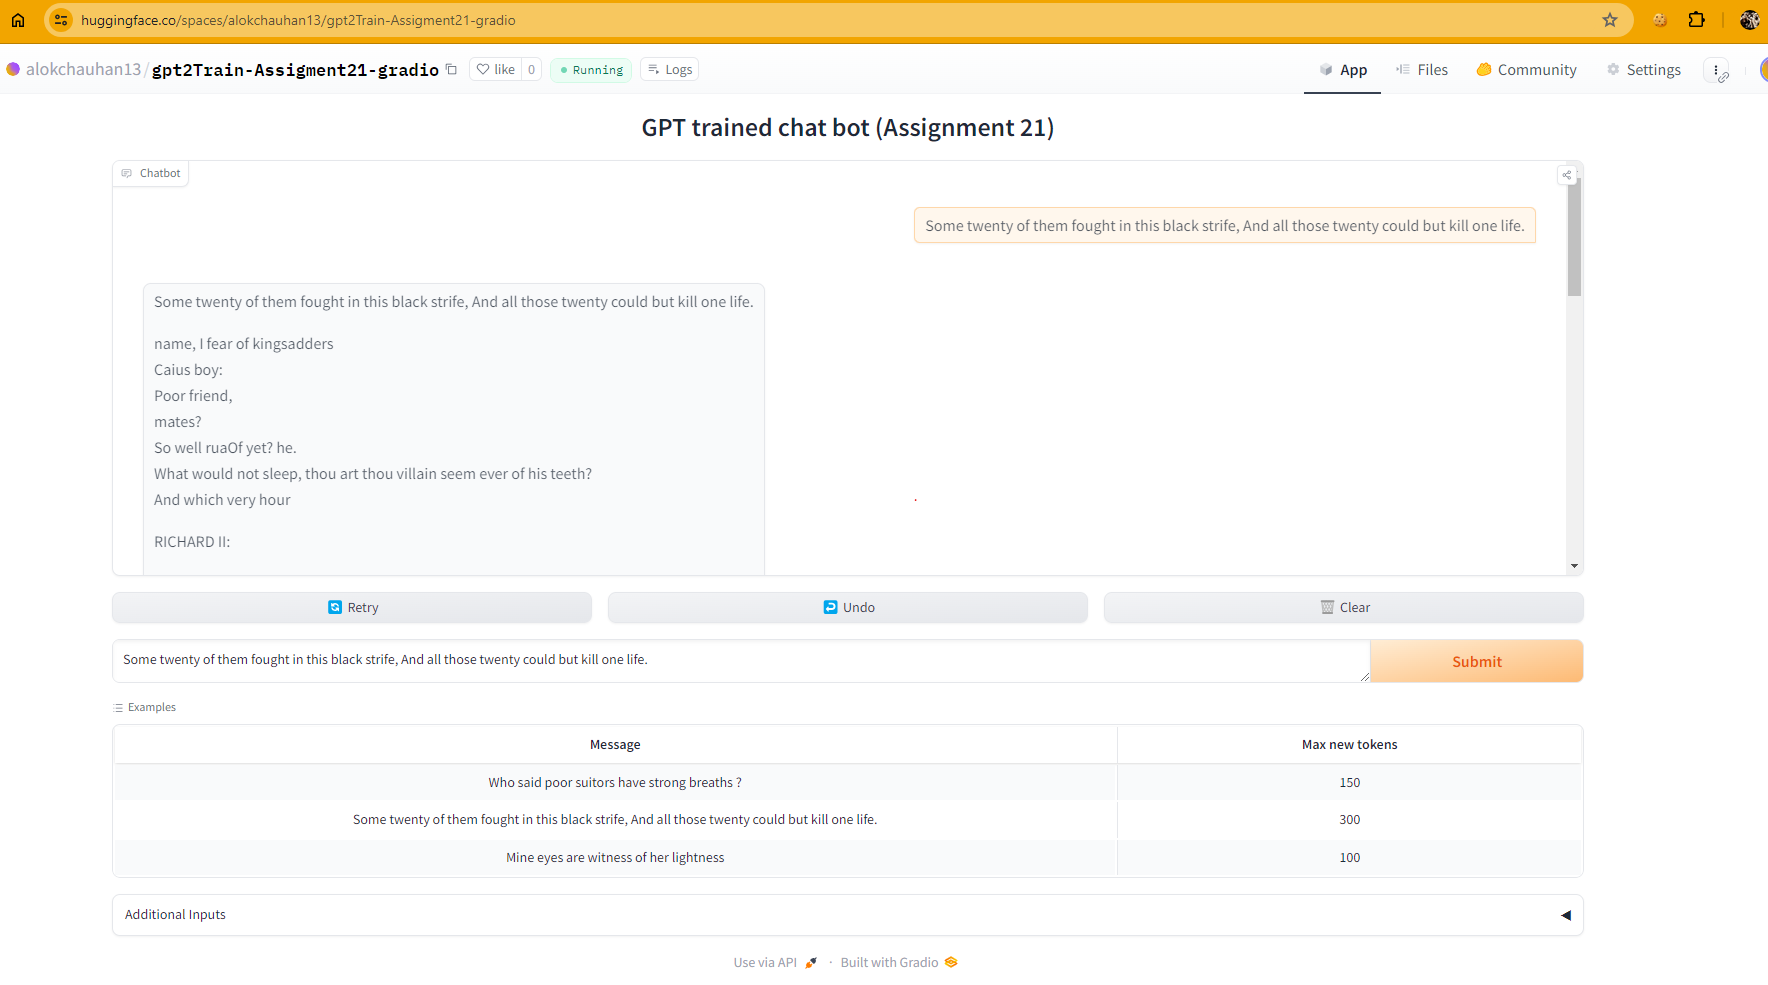 huggingface.co/spaces/alokchauhan13/gpt2Train-Assigment21-gradio
alokchauhan13/gpt2Train-Assigment21-gradio like 0 Running Logs App Files Community Settings
GPT trained chat bot (Assignment 21)
Chatbot
Some twenty of them fought in this black strife, And all those twenty could but kill one life.
Some twenty of them fought in this black strife, And all those twenty could but kill one life.
name, I fear of kingsadders
Caius boy:
Poor friend,
mates?
So well ruaOf yet? he.
What would not sleep, thou art thou villain seem ever of his teeth?
And which very hour
RICHARD II:
Retry Undo Clear
Some twenty of them fought in this black strife, And all those twenty could but kill one life. Submit
Examples
Message Max new tokens
Who said poor suitors have strong breaths ? 150
Some twenty of them fought in this black strife, And all those twenty could but kill one life. 300
Mine eyes are witness of her lightness 100
Additional Inputs
Use via API · Built with Gradio